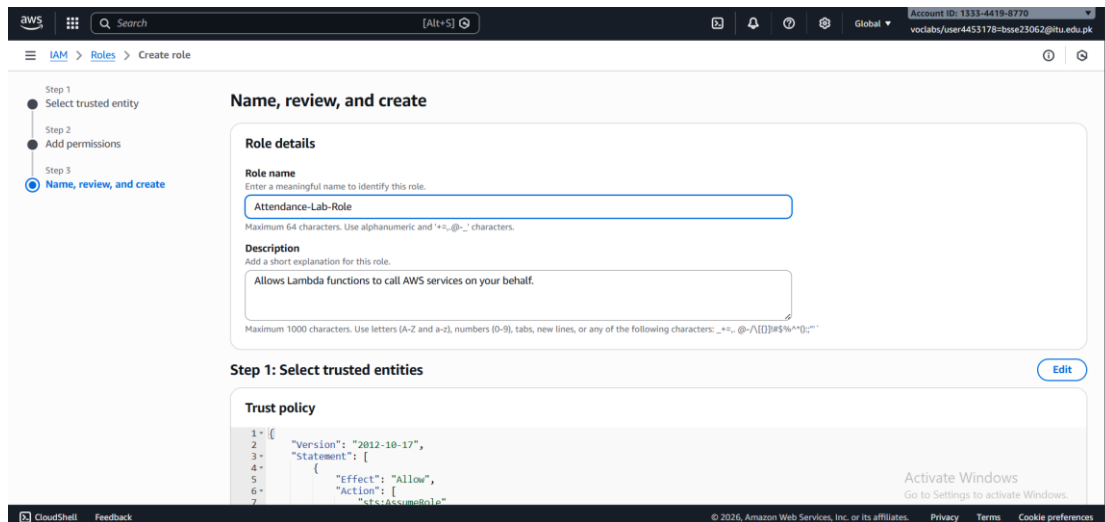 aws
Search [Alt+S]
Global
Account ID: 1333-4419-8770
voclabs/user4453178=bsse23062@itu.edu.pk
IAM > Roles > Create role
Step 1
Select trusted entity
Step 2
Add permissions
Step 3
Name, review, and create
Name, review, and create
Role details
Role name
Enter a meaningful name to identify this role.
Attendance-Lab-Role
Maximum 64 characters. Use alphanumeric and '+=,.@-_' characters.
Description
Add a short explanation for this role.
Allows Lambda functions to call AWS services on your behalf.
Maximum 1000 characters. Use letters (A-Z and a-z), numbers (0-9), tabs, new lines, or any of the following characters:
Step 1: Select trusted entities
Edit
Trust policy
1 {
2 "Version": "2012-10-17",
3 "Statement": [
4 {
5 "Effect": "Allow",
6 "Action": [
7 "sts:AssumeRole"
Activate Windows
Go to Settings to activate Windows.
CloudShell Feedback
© 2026, Amazon Web Services, Inc. or its affiliates. Privacy Terms Cookie preferences